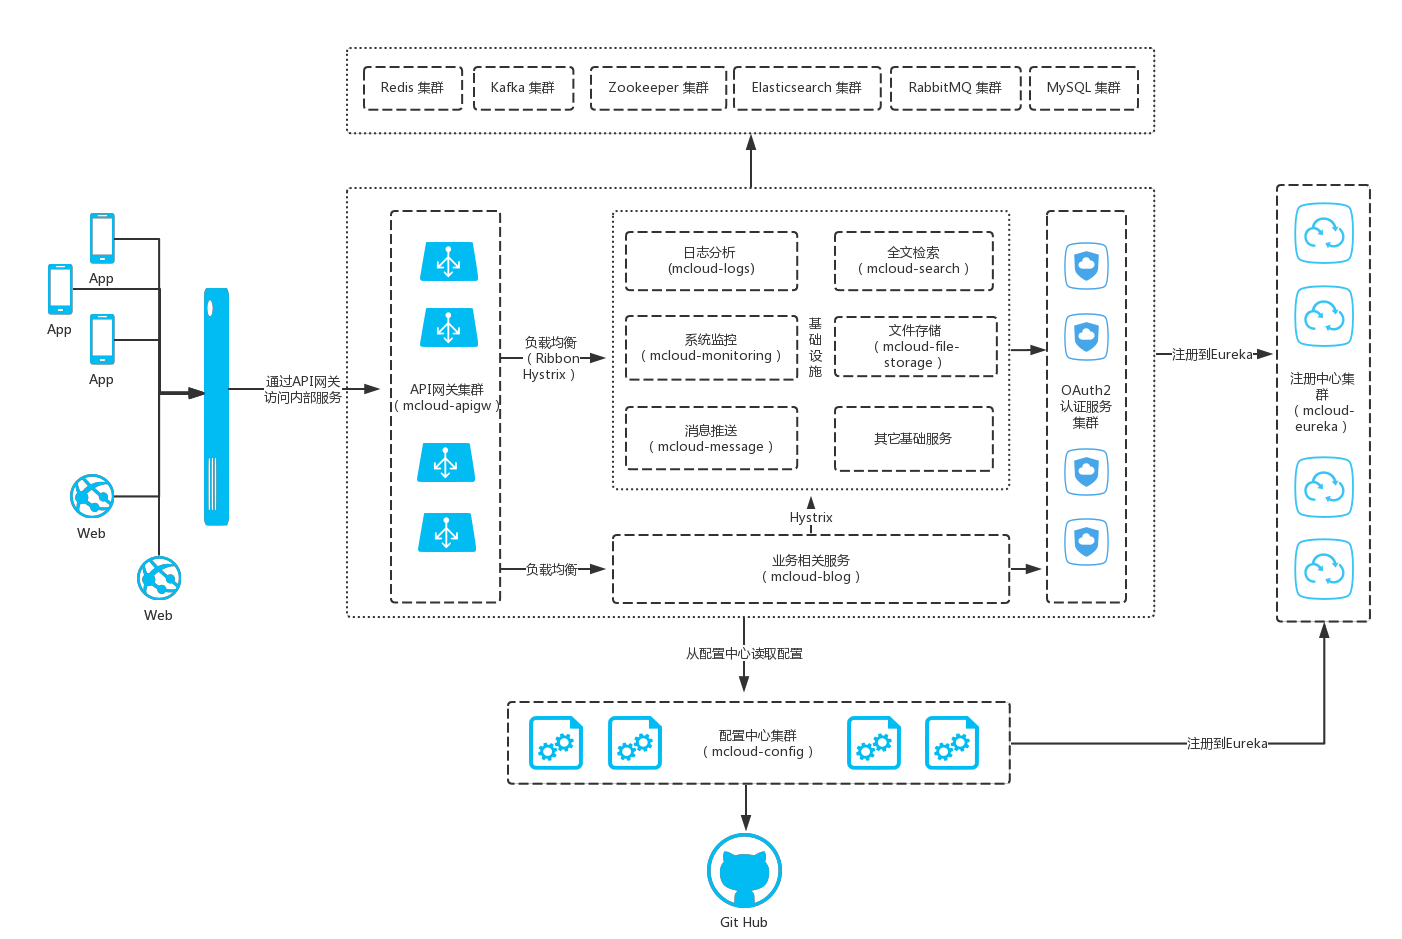 Redis 集群
Kafka 集群
Zookeeper 集群
Elasticsearch 集群
RabbitMQ 集群
MySQL 集群
App
App
App
Web
Web
通过API网关
访问内部服务
API网关集群
（mcloud-apigw）
负载均衡
（Ribbon
Hystrix）
负载均衡
日志分析
(mcloud-logs)
全文检索
（mcloud-search）
系统监控
（mcloud-monitoring）
基
础
设
施
文件存储
（mcloud-file-
storage）
消息推送
（mcloud-message）
其它基础服务
Hystrix
业务相关服务
（mcloud-blog）
OAuth2
认证服务
集群
注册到Eureka
注册中心集
群
（mcloud-
eureka）
从配置中心读取配置
配置中心集群
（mcloud-config）
注册到Eureka
Git Hub